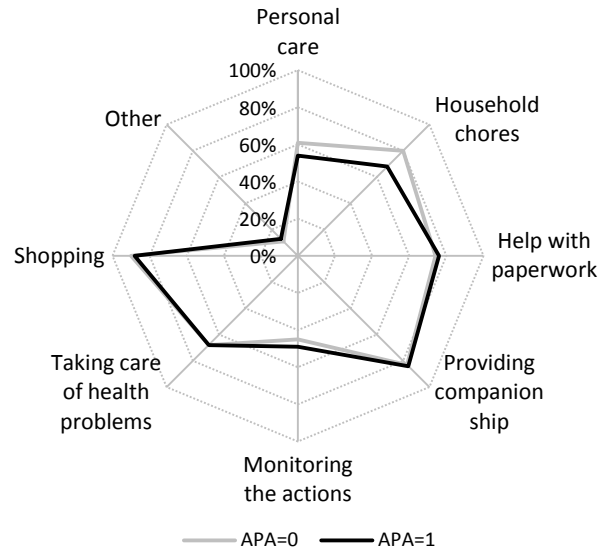 Personal
care
100%
80%
60%
40%
20%
0%
Household
chores
Help with
paperwork
Providing
companion
ship
Monitoring
the actions
Taking care
of health
problems
Shopping
Other
APA=0
APA=1